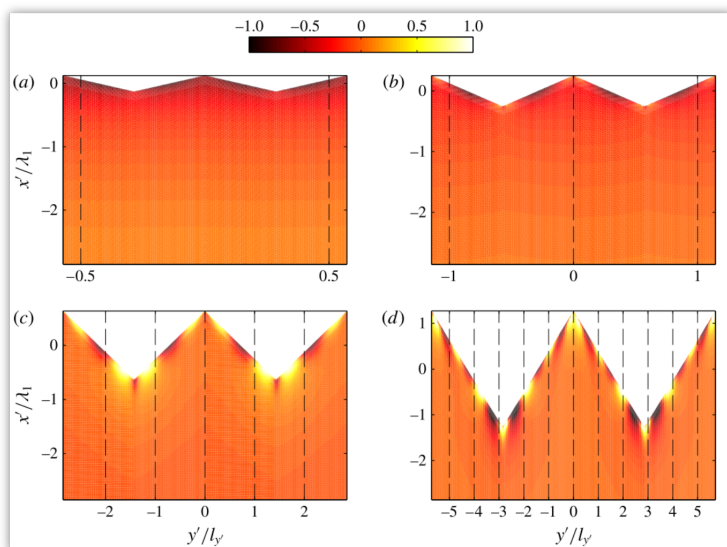 −1.0 −0.5 0 0.5 1.0
(a) (b)
0 0
−1 −1
−2 −2
−0.5 0.5 −1 0 1
x′/λ1
(c) (d)
1
0 0
−1 −1
−2 −2
−2 −1 0 1 2 −5 −4 −3 −2 −1 0 1 2 3 4 5
x′/λ1
y′/ly′ y′/ly′